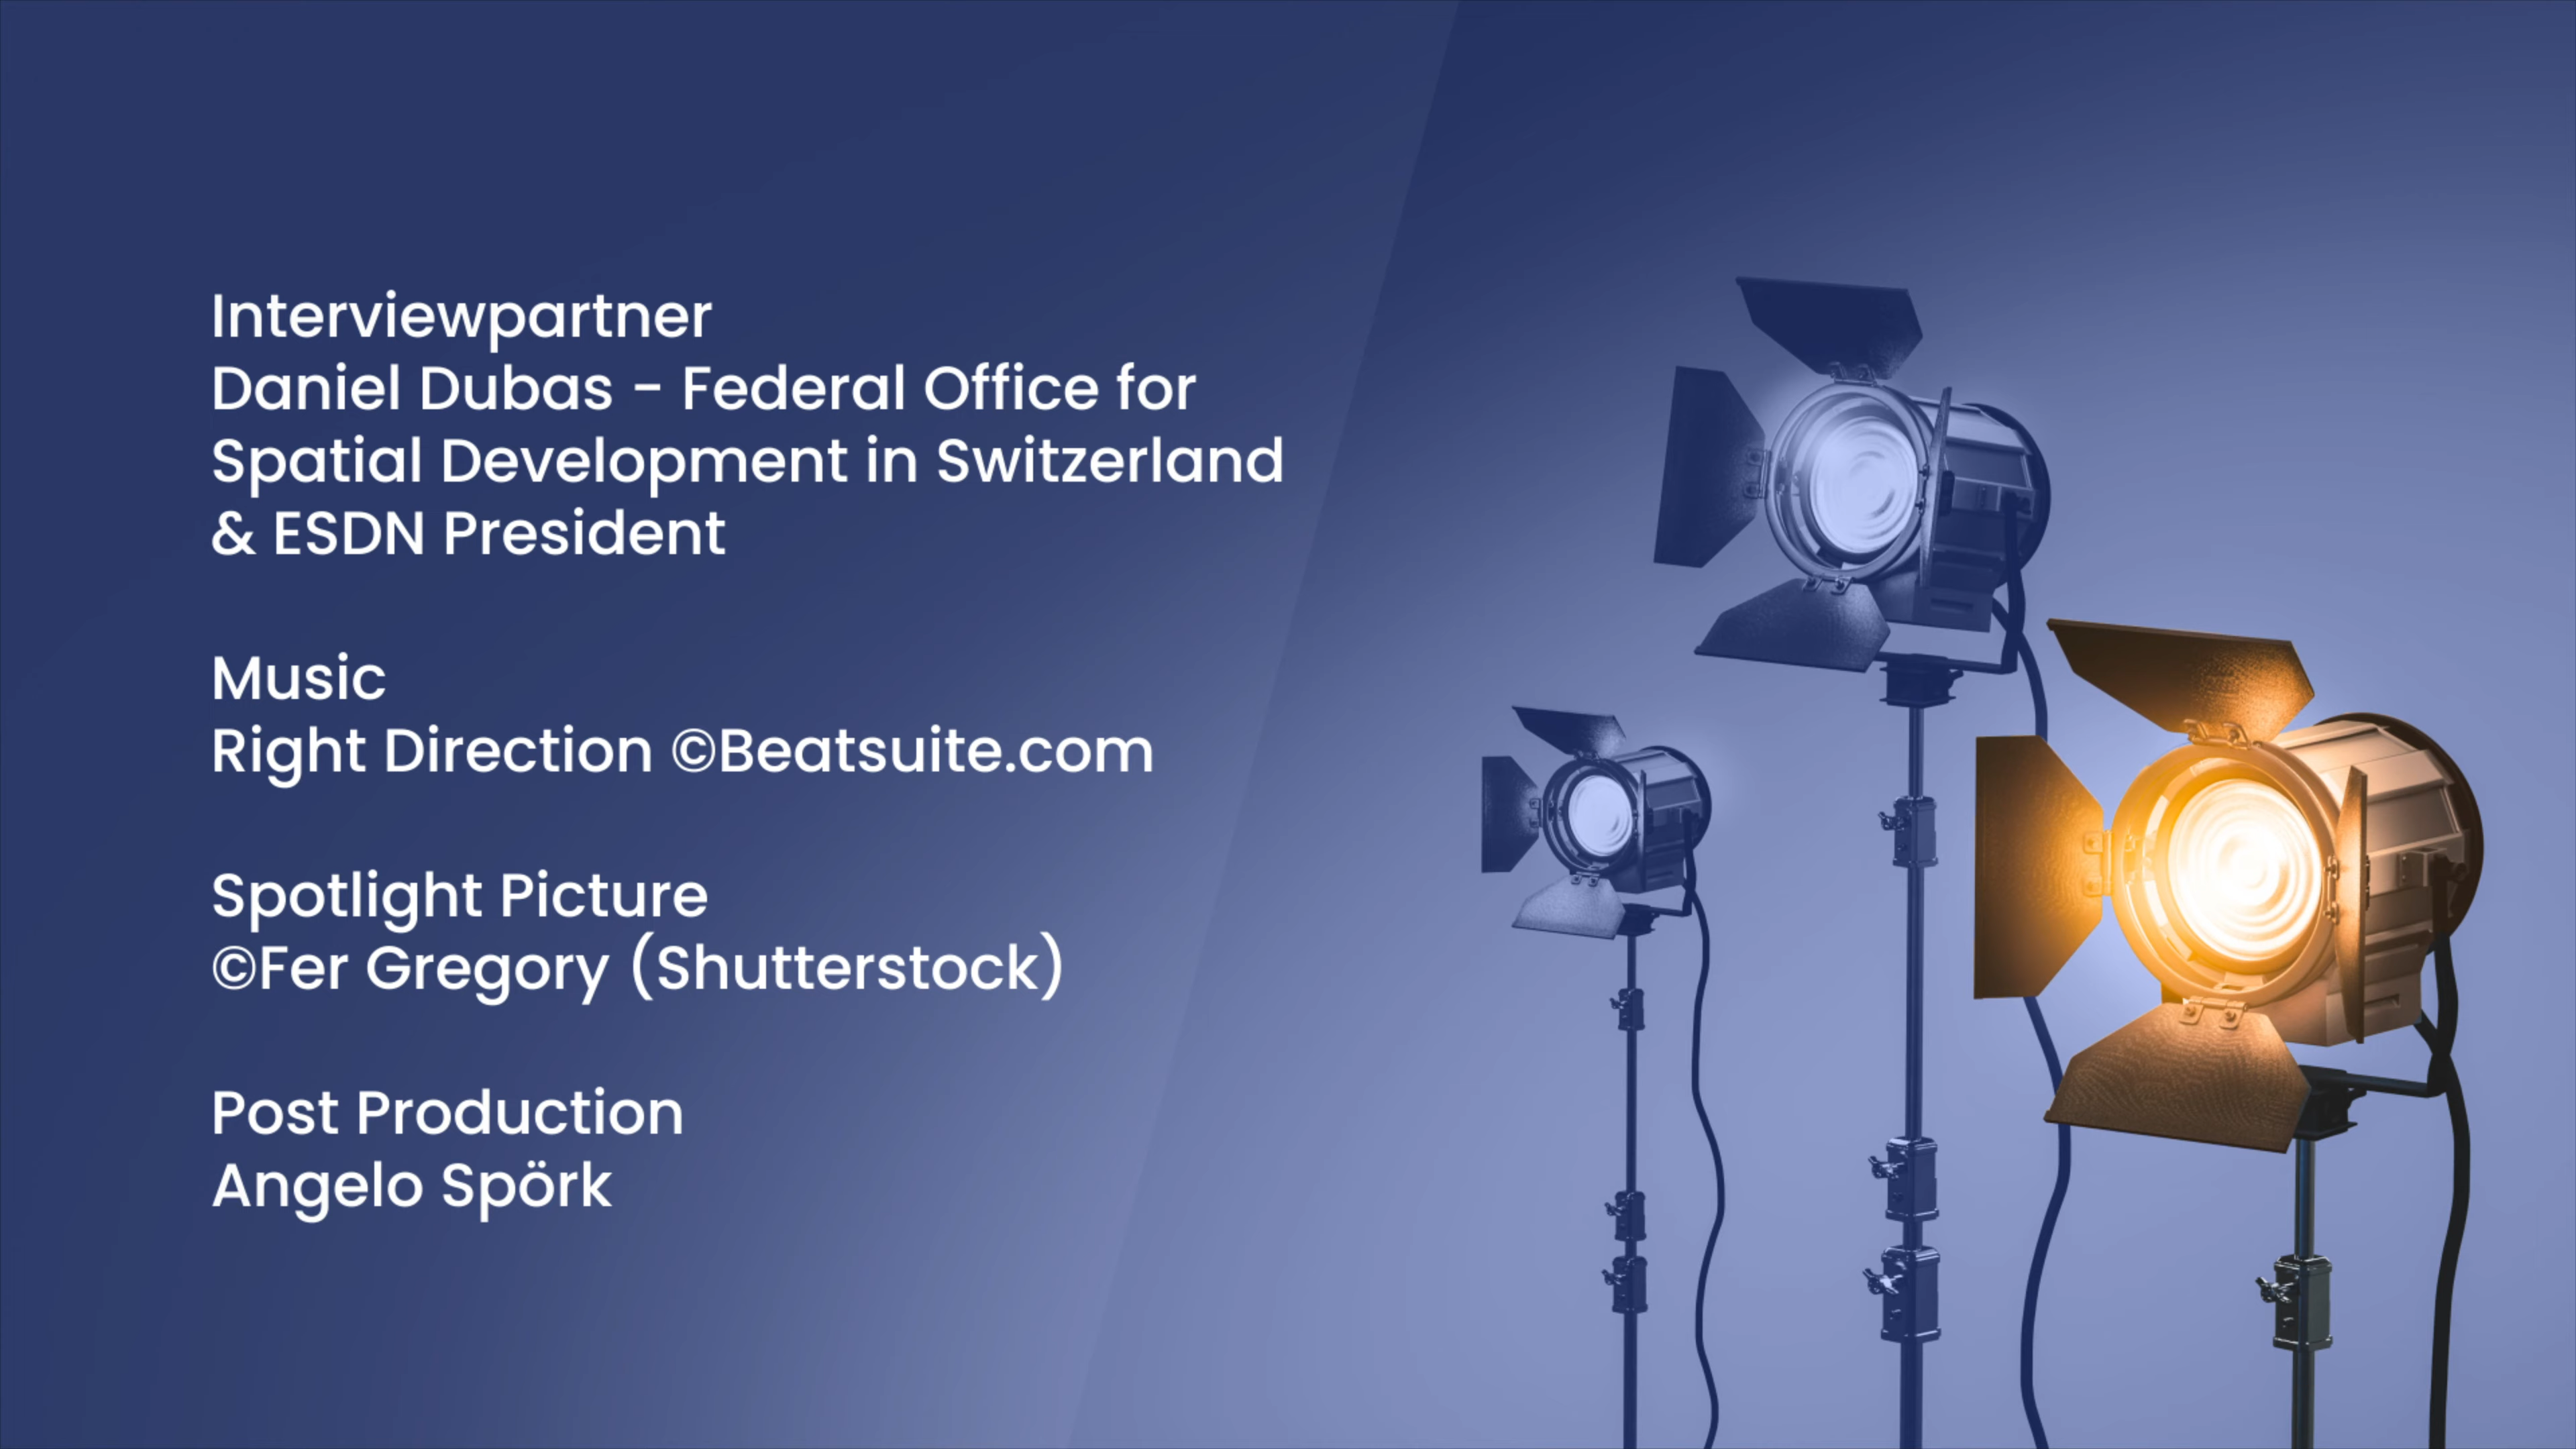 Interviewpartner
Daniel Dubas - Federal Office for
Spatial Development in Switzerland
& ESDN President
Music
Right Direction ©Beatsuite.com
Spotlight Picture
©Fer Gregory (Shutterstock)
Post Production
Angelo Spörk